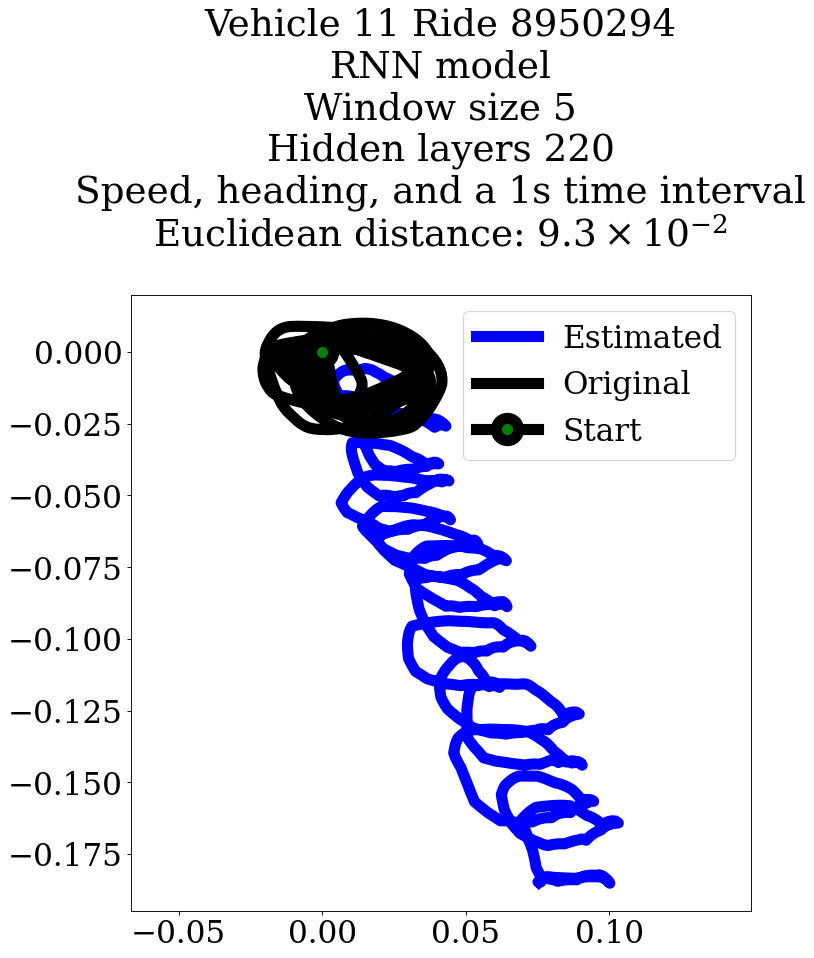 Vehicle 11 Ride 8950294
RNN model
Window size 5
Hidden layers 220
Speed, heading, and a 1s time interval
Euclidean distance: 9.3 × 10⁻²
Estimated
Original
Start
0.000
−0.025
−0.050
−0.075
−0.100
−0.125
−0.150
−0.175
−0.05 0.00 0.05 0.10